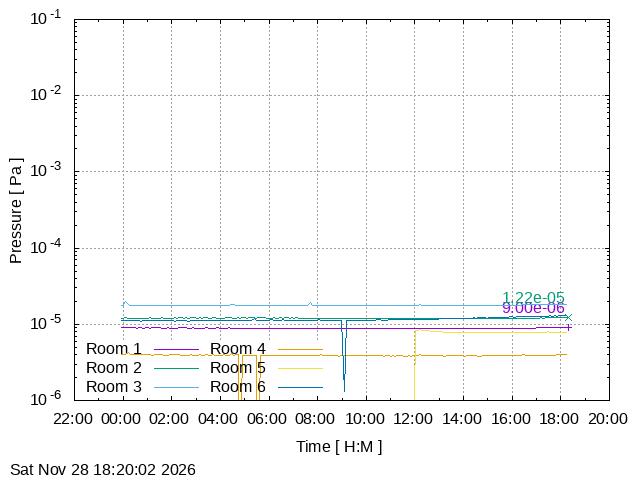 10^-1
10^-2
10^-3
10^-4
10^-5
10^-6
Pressure [ Pa ]
1.22e-05
9.00e-06
Room 1 Room 4
Room 2 Room 5
Room 3 Room 6
22:00 00:00 02:00 04:00 06:00 08:00 10:00 12:00 14:00 16:00 18:00 20:00
Time [ H:M ]
Sat Nov 28 18:20:02 2026